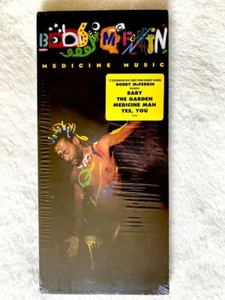 Bobby McFerrin
MEDICINE MUSIC
BOBBY McFERRIN
BABY
THE GARDEN
MEDICINE MAN
YES, YOU